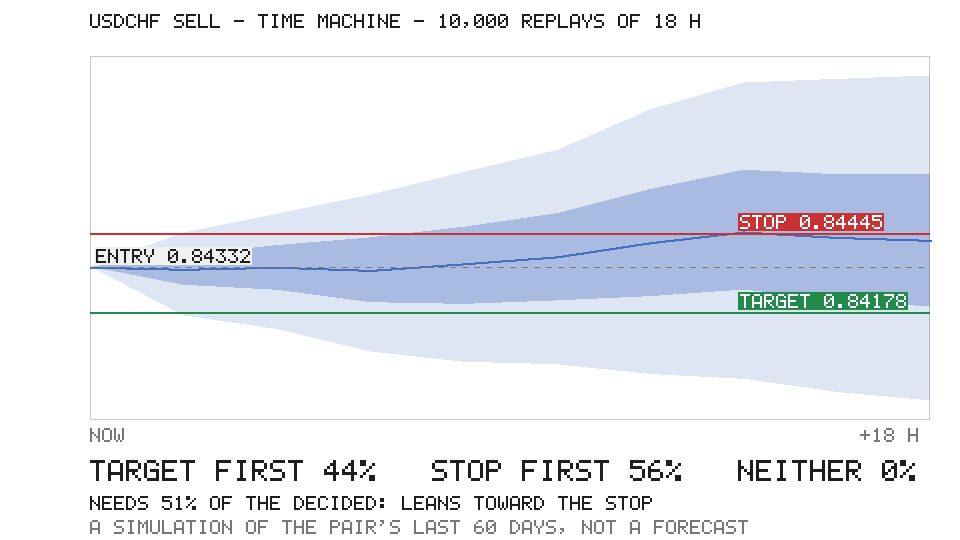 USDCHF SELL - TIME MACHINE - 10,000 REPLAYS OF 18 H
STOP 0.84445
ENTRY 0.84332
TARGET 0.84178
NOW +18 H
TARGET FIRST 44% STOP FIRST 56% NEITHER 0%
NEEDS 51% OF THE DECIDED: LEANS TOWARD THE STOP
A SIMULATION OF THE PAIR'S LAST 60 DAYS, NOT A FORECAST